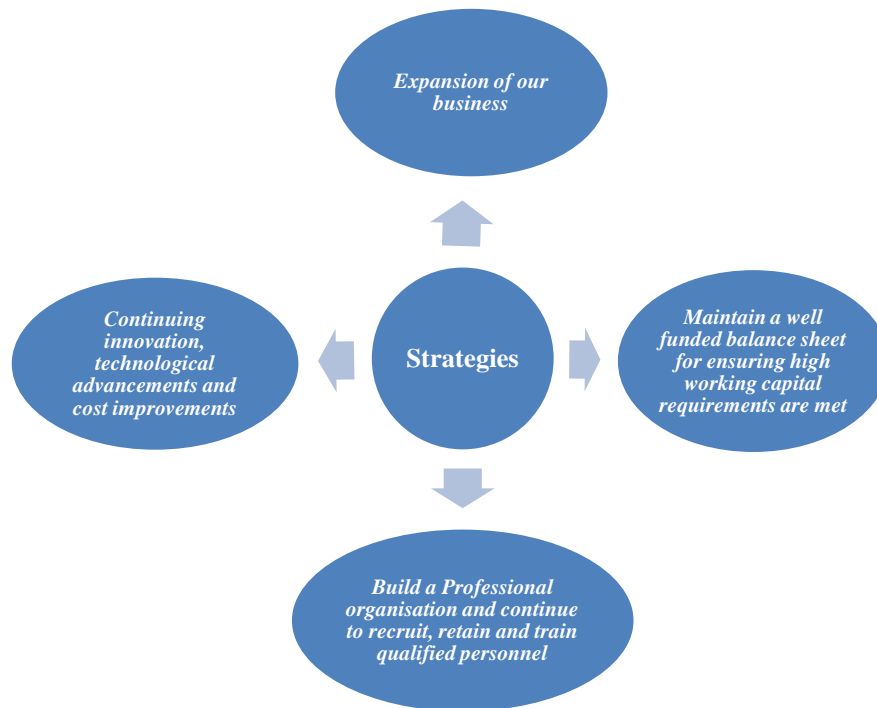 Expansion of our
business
Continuing
innovation,
technological
advancements and
cost improvements
Strategies
Maintain a well
funded balance sheet
for ensuring high
working capital
requirements are met
Build a Professional
organisation and continue
to recruit, retain and train
qualified personnel